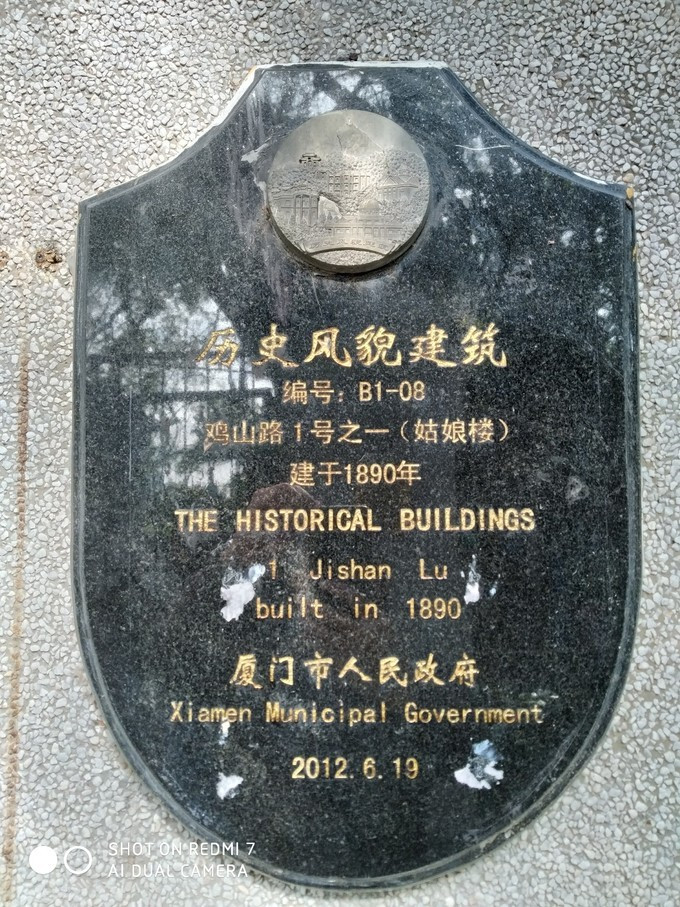 历史风貌建筑
编号: B1-08
鸡山路1号之一（姑娘楼）
建于1890年
THE HISTORICAL BUILDINGS
1 Jishan Lu
built in 1890
厦门市人民政府
Xiamen Municipal Government
2012.6.19
SHOT ON REDMI 7
AI DUAL CAMERA